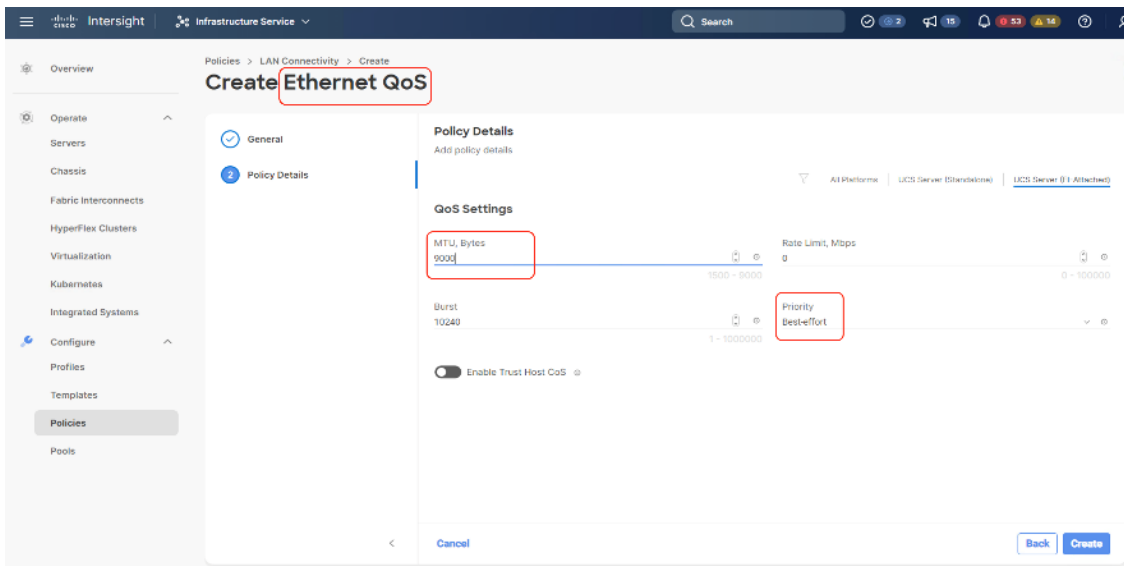 cisco Intersight
Infrastructure Service
Search
2
15
53
14
Overview
Operate
Servers
Chassis
Fabric Interconnects
HyperFlex Clusters
Virtualization
Kubernetes
Integrated Systems
Configure
Profiles
Templates
Policies
Pools
Policies > LAN Connectivity > Create
Create Ethernet QoS
General
2 Policy Details
Policy Details
Add policy details
All Platforms | UCS Server (Standalone) | UCS Server (FI-Attached)
QoS Settings
MTU, Bytes
9000
1500 - 9000
Rate Limit, Mbps
0
0 - 100000
Burst
10240
1 - 1000000
Priority
Best-effort
Enable Trust Host CoS
Cancel
Back
Create